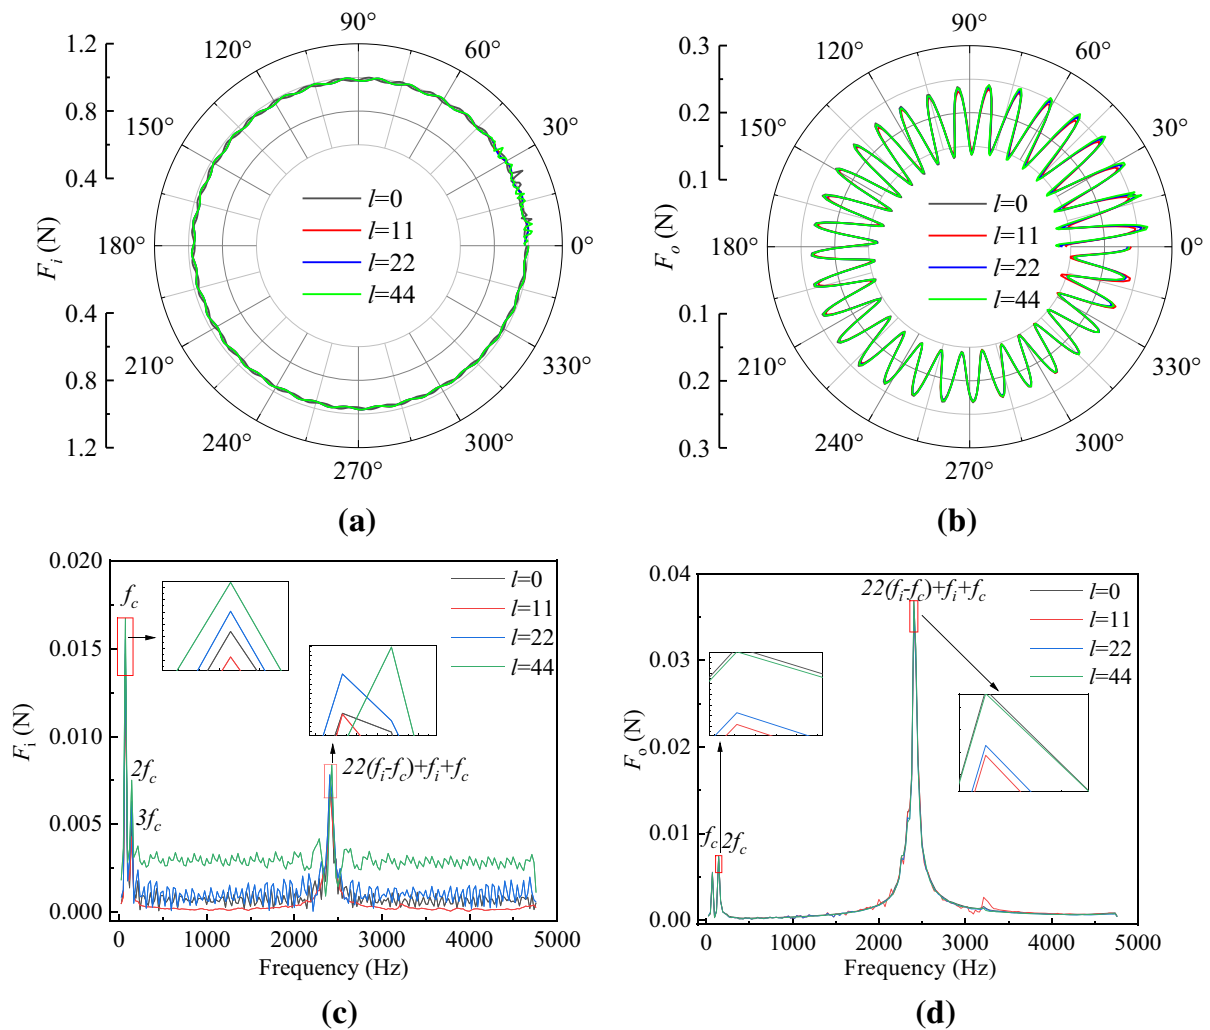 90°
120°
60°
150°
30°
180°
0°
210°
330°
240°
300°
270°
1.2
0.8
0.4
0.4
0.8
1.2
F_i (N)
l=0
l=11
l=22
l=44
(a)
90°
120°
60°
150°
30°
180°
0°
210°
330°
240°
300°
270°
0.3
0.2
0.1
0.1
0.2
0.3
F_o (N)
l=0
l=11
l=22
l=44
(b)
0.020
0.015
0.010
0.005
0.000
F_i (N)
f_c
2f_c
3f_c
22(f_i-f_c)+f_i+f_c
l=0
l=11
l=22
l=44
0 1000 2000 3000 4000 5000
Frequency (Hz)
(c)
0.04
0.03
0.02
0.01
0.00
F_o (N)
22(f_i-f_c)+f_i+f_c
f_c 2f_c
l=0
l=11
l=22
l=44
0 1000 2000 3000 4000 5000
Frequency (Hz)
(d)